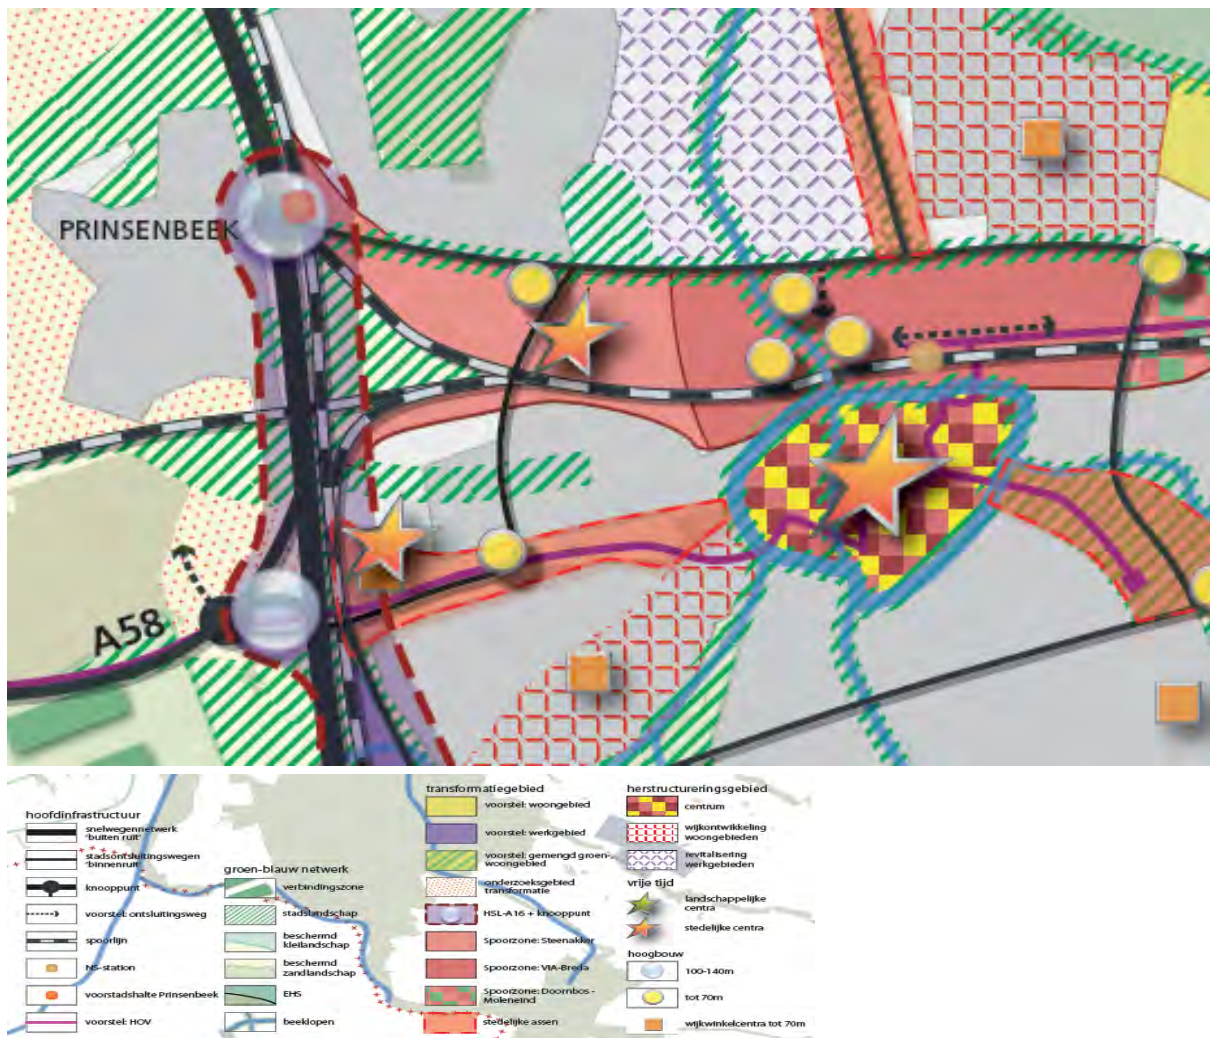 PRINSENBEEK
A58
hoofdinfrastructuur
snelwegennetwerk
'buiten ruit'
stadsontsluitingswegen
'binnenruit'
knooppunt
voorstel: ontsluitingsweg
spoorlijn
NS-station
voorstadshalte Prinsenbeek
voorstel: HOV
groen-blauw netwerk
verbindingszone
stadslandschap
beschermd
kleilandschap
beschermd
zandlandschap
EHS
beeklopen
transformatiegebied
voorstel: woongebied
voorstel: werkgebied
voorstel: gemengd groen-
woongebied
onderzoeksgebied
transformatie
HSL-A16 + knooppunt
Spoorzone: Steenakker
Spoorzone: VIA-Breda
Spoorzone: Doornbos -
Moleneind
stedelijke assen
herstructureringsgebied
centrum
wijkontwikkeling
woongebieden
revitalisering
werkgebieden
vrije tijd
landschappelijke
centra
stedelijke centra
hoogbouw
100-140m
tot 70m
wijkwinkelcentra tot 70m